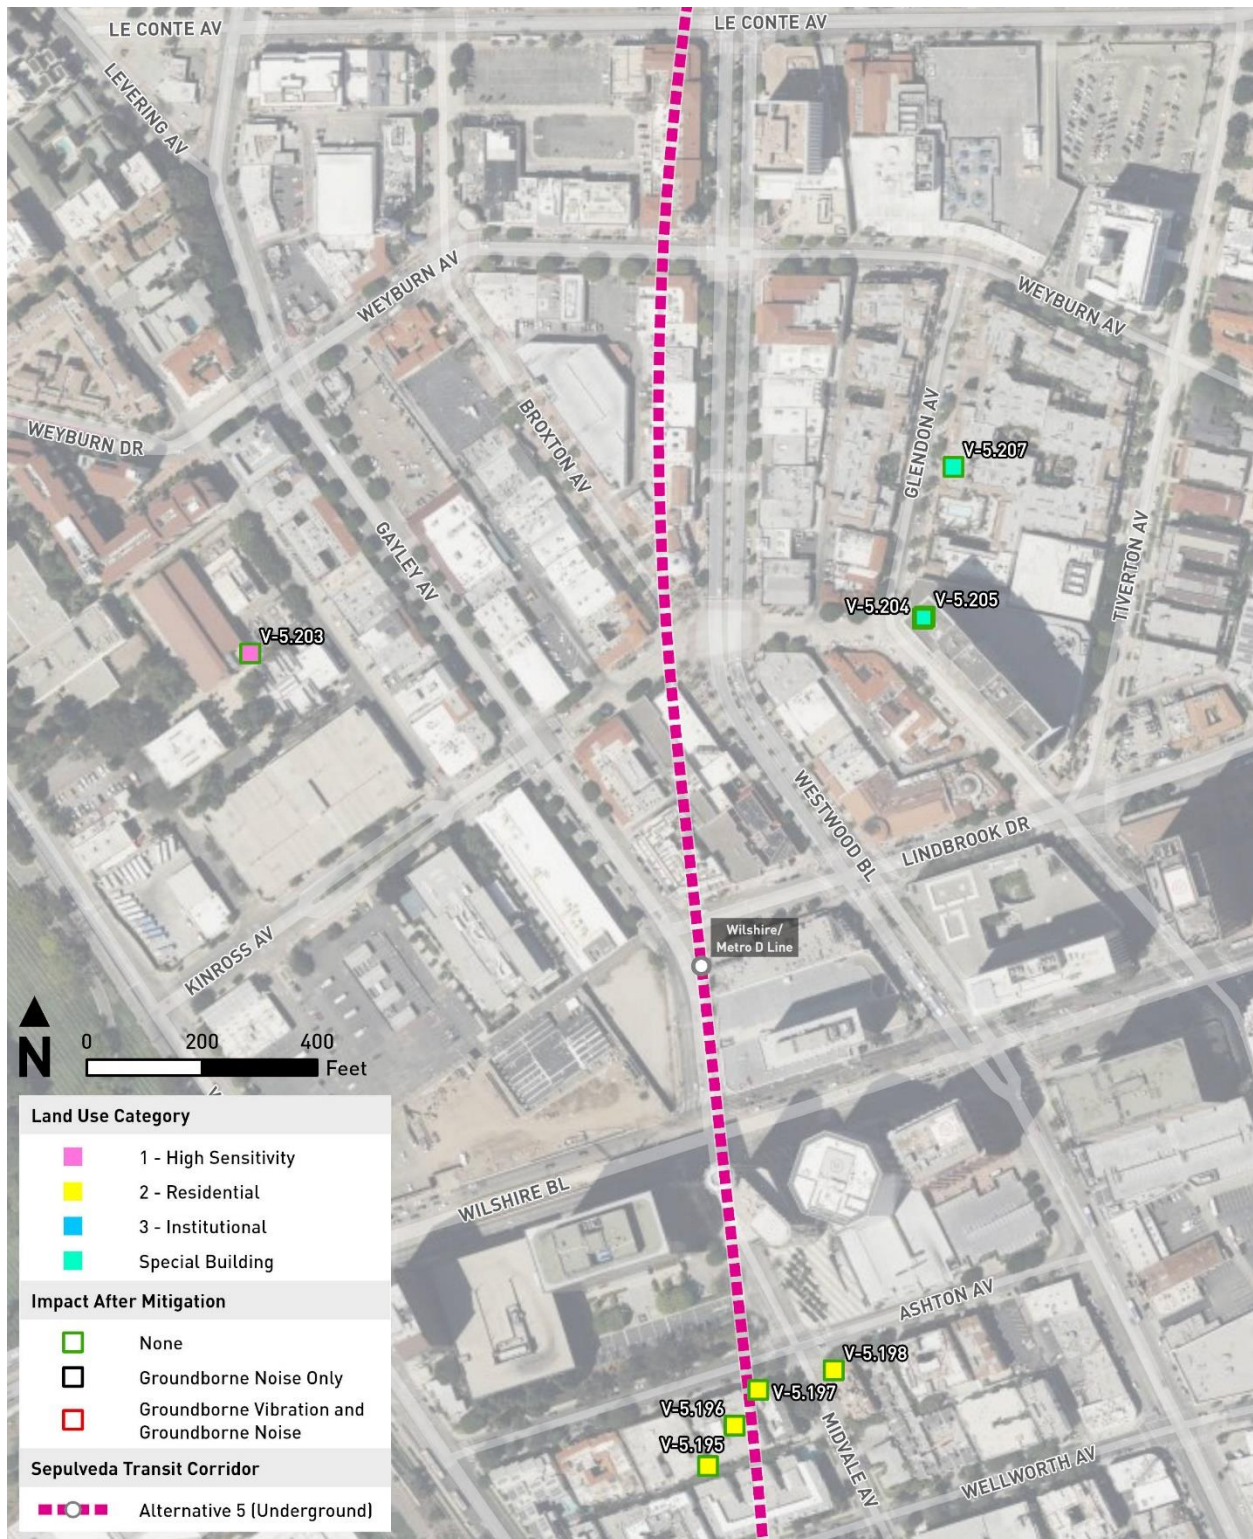 LE CONTE AV
LE CONTE AV
LEVERING AV
WEYBURN AV
WEYBURN AV
BROXTON AV
WEYBURN DR
GLENDON AV
V-5.207
GAYLEY AV
TIVERTON AV
V-5.204
V-5.205
V-5.203
WESTWOOD BL
LINDBROOK DR
Wilshire/
Metro D Line
KINROSS AV
N
0 200 400
Feet
Land Use Category
1 - High Sensitivity
2 - Residential
3 - Institutional
Special Building
Impact After Mitigation
None
Groundborne Noise Only
Groundborne Vibration and
Groundborne Noise
Sepulveda Transit Corridor
Alternative 5 (Underground)
WILSHIRE BL
ASHTON AV
V-5.198
V-5.197
V-5.196
V-5.195
MIDVALE AV
WELLWORTH AV